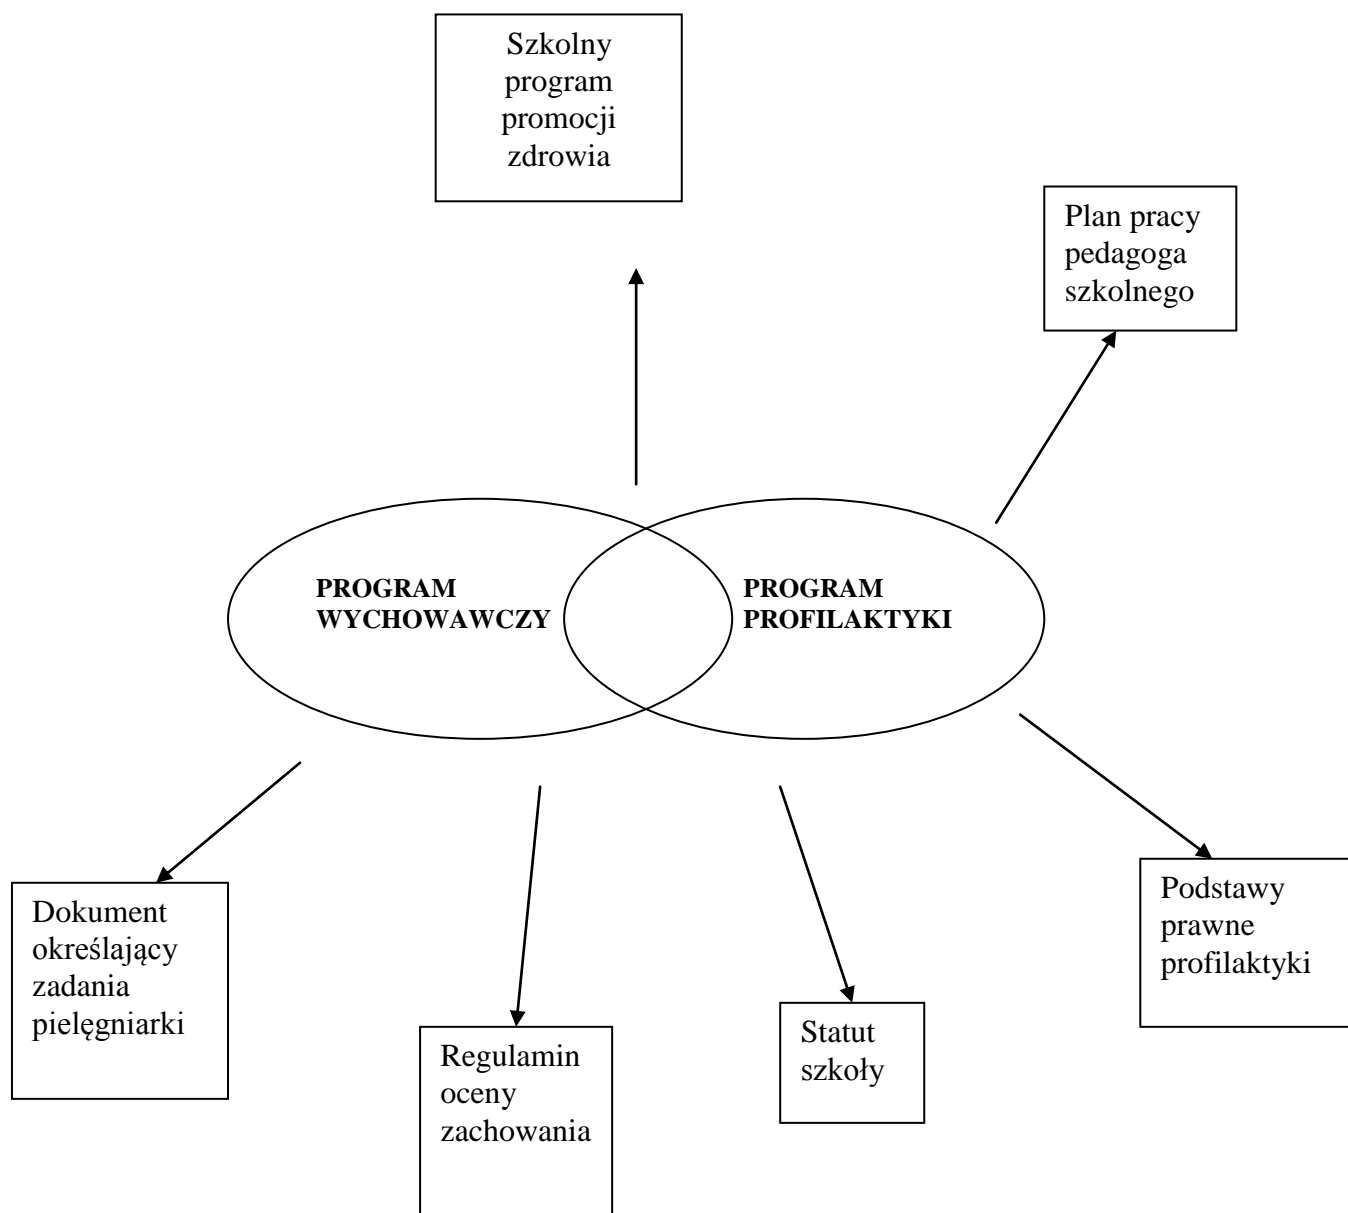 Szkolny
program
promocji
zdrowia
Plan pracy
pedagoga
szkolnego
PROGRAM
WYCHOWAWCZY
PROGRAM
PROFILAKTYKI
Dokument
określający
zadania
pielęgniarki
Regulamin
oceny
zachowania
Statut
szkoły
Podstawy
prawne
profilaktyki